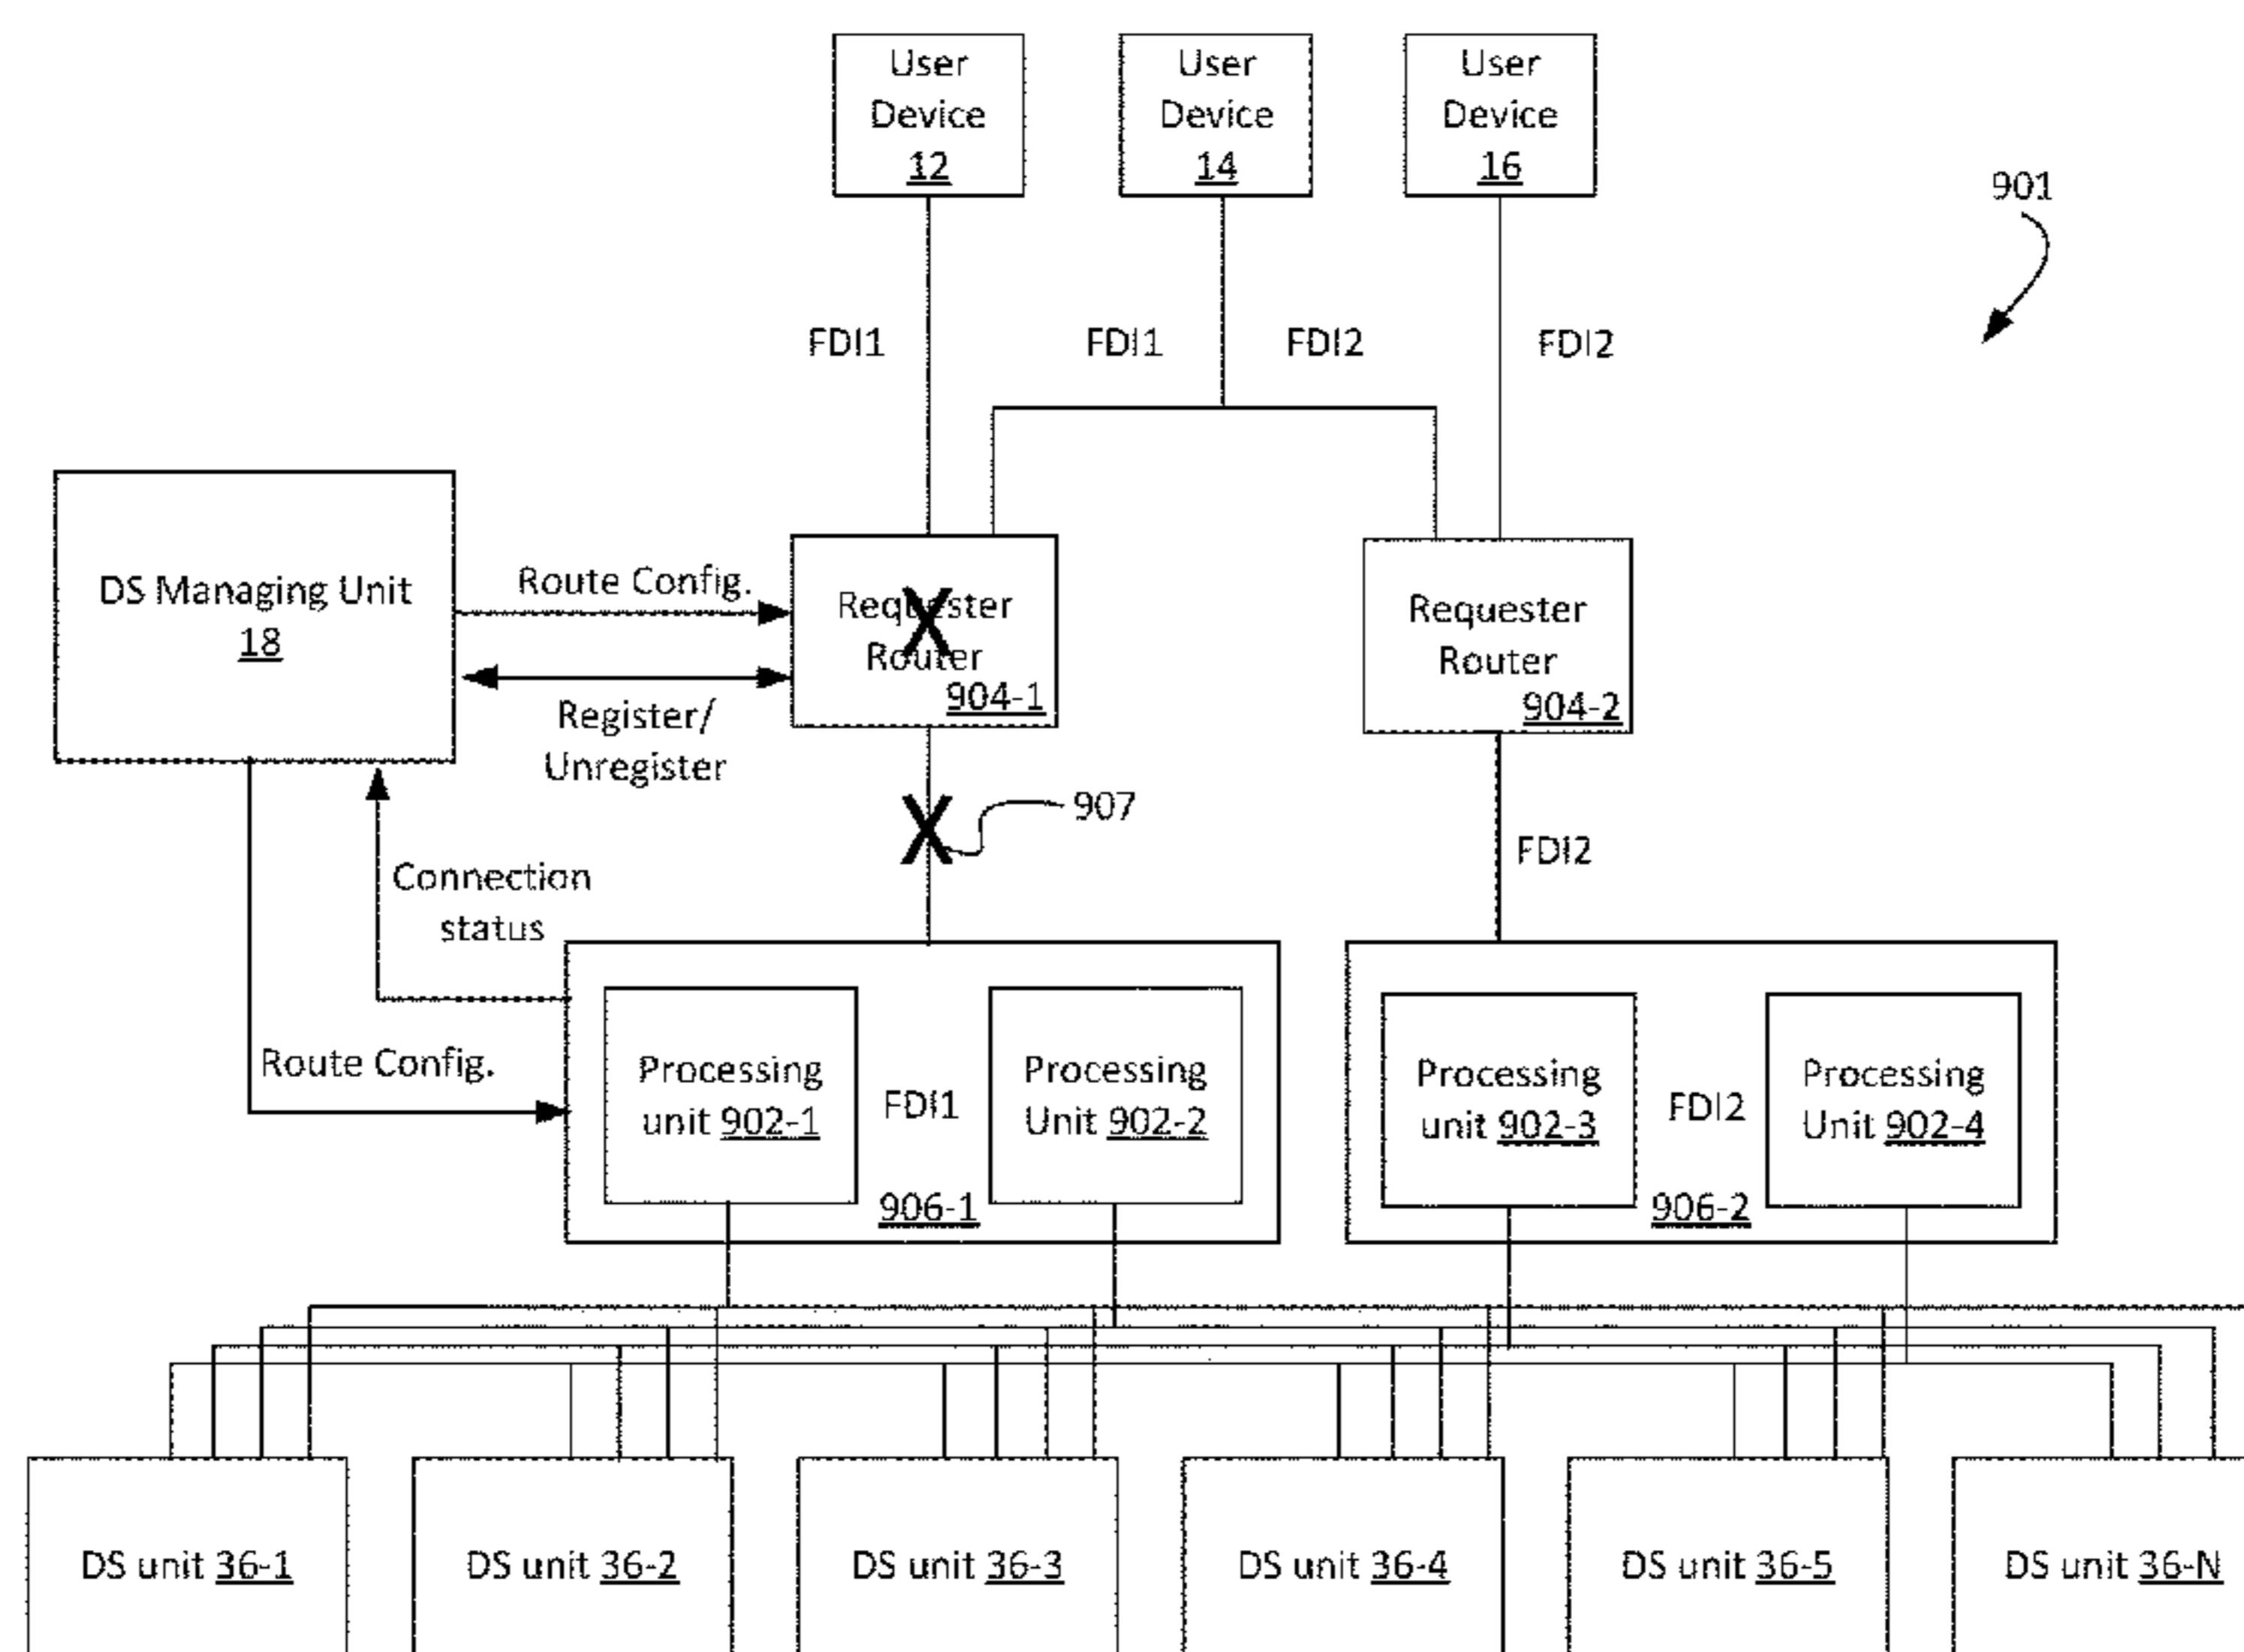 User
Device
12
User
Device
14
User
Device
16
901
FDI1
FDI1
FDI2
FDI2
DS Managing Unit
18
Route Config.
Register/
Unregister
Requester
Router
904-1
X
Requester
Router
904-2
X
907
FDI2
Connection
status
Route Config.
Processing
unit 902-1
FDI1
Processing
Unit 902-2
906-1
Processing
unit 902-3
FDI2
Processing
Unit 902-4
906-2
DS unit 36-1
DS unit 36-2
DS unit 36-3
DS unit 36-4
DS unit 36-5
DS unit 36-N